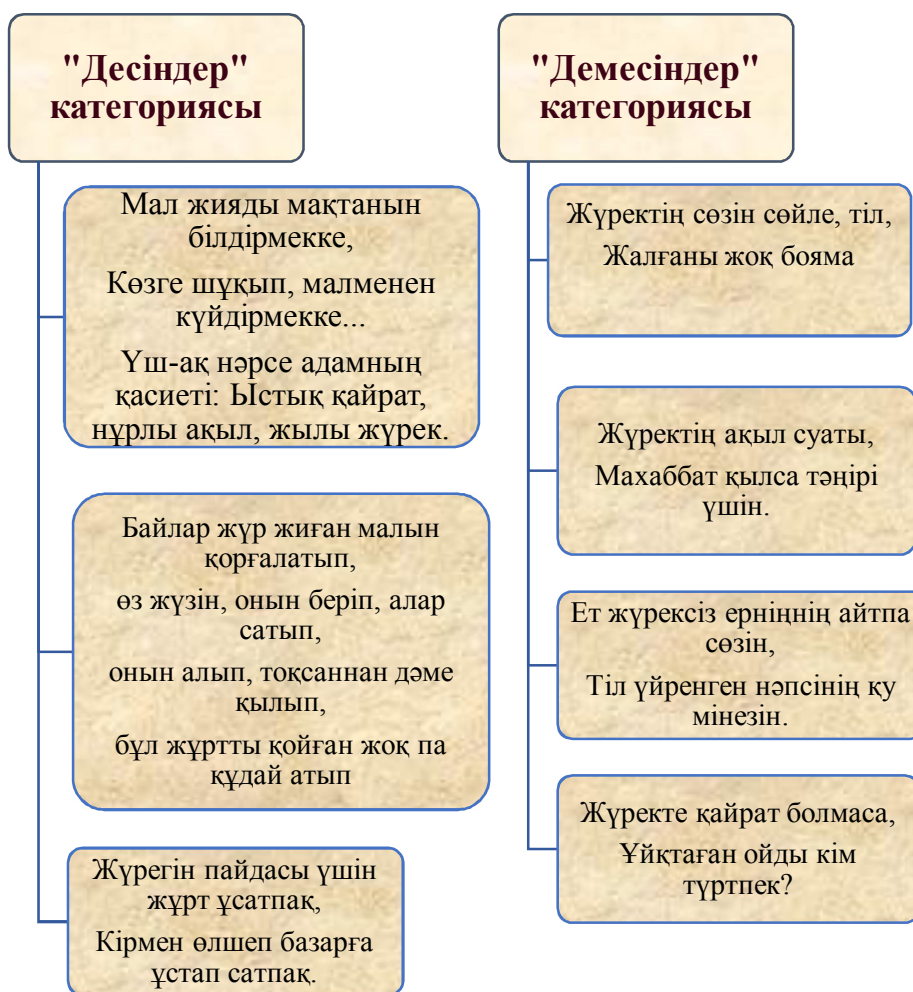 "Десіндер"
категориясы
Мал жияды мақтанын
білдірмекке,
Көзге шұқып, малменен
күйдірмекке...
Үш-ақ нәрсе адамның
қасиеті: Ыстық қайрат,
нұрлы ақыл, жылы жүрек.
Байлар жүр жиған малын
қорғалатып,
өз жүзін, онын беріп, алар
сатып,
онын алып, тоқсаннан дәме
қылып,
бұл жұртты қойған жоқ па
құдай атып
Жүрегін пайдасы үшін
жұрт ұсатпақ,
Кірмен өлшеп базарға
ұстап сатпақ.
"Демесіндер"
категориясы
Жүректің сөзін сөйле, тіл,
Жалғаны жоқ бояма
Жүректің ақыл суаты,
Махаббат қылса тәңірі
үшін.
Ет жүрексіз ерніңнің айтпа
сөзін,
Тіл үйренген нәпсінің қу
мінезін.
Жүректе қайрат болмаса,
Ұйқтаған ойды кім
түртпек?